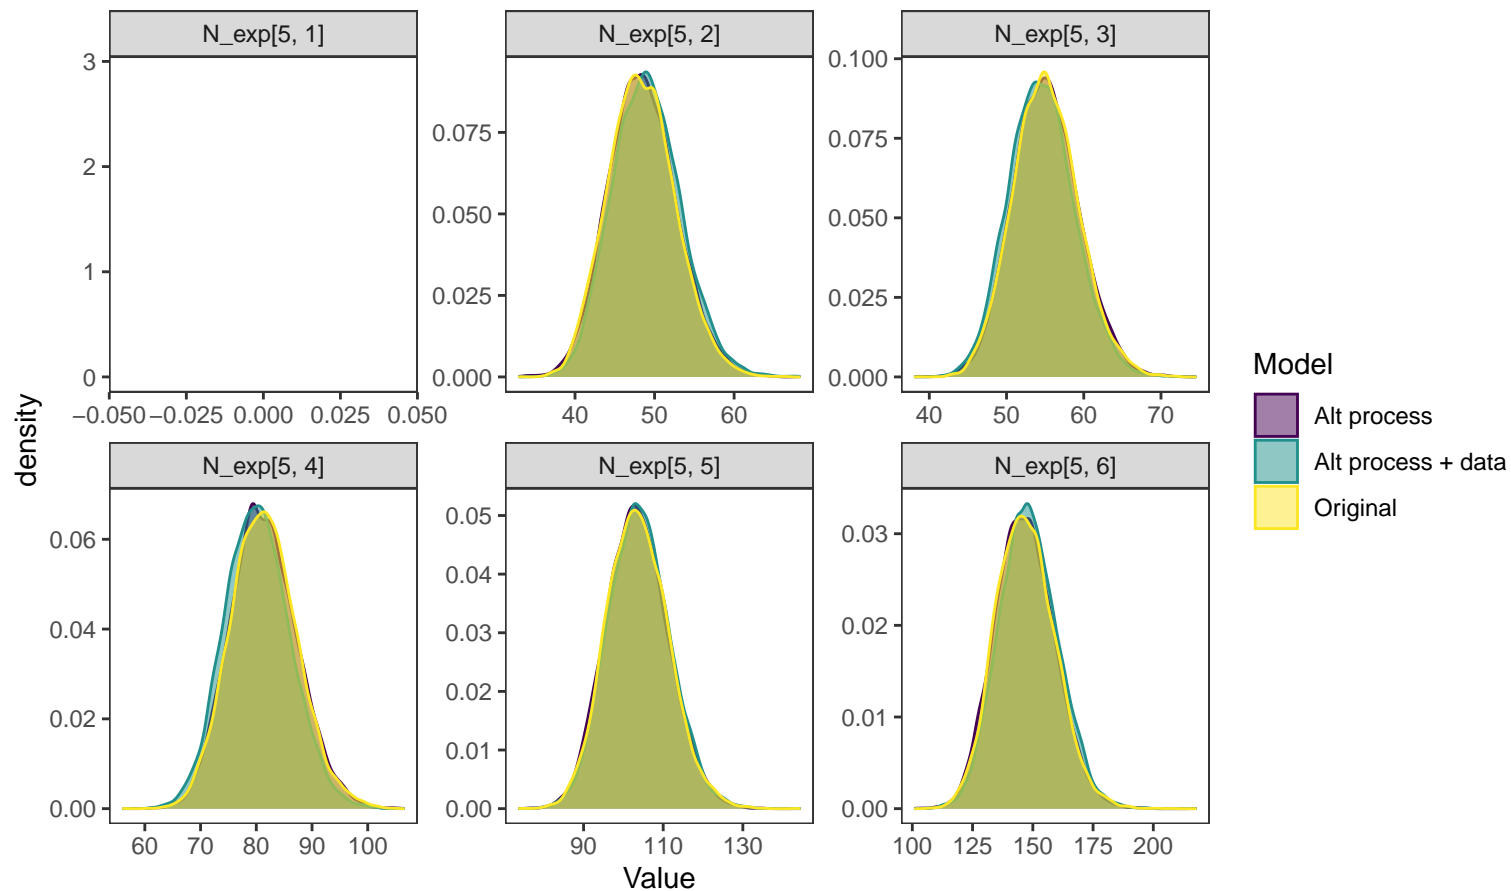 N_exp[5, 1]
N_exp[5, 2]
N_exp[5, 3]
3
2
1
0
−0.050 −0.025 0.000 0.025 0.050
0.075
0.050
0.025
0.000
40 50 60
0.100
0.075
0.050
0.025
0.000
40 50 60 70
N_exp[5, 4]
N_exp[5, 5]
N_exp[5, 6]
0.06
0.04
0.02
0.00
60 70 80 90 100
0.05
0.04
0.03
0.02
0.01
0.00
90 110 130
0.03
0.02
0.01
0.00
100 125 150 175 200
density
Value
Model
Alt process
Alt process + data
Original